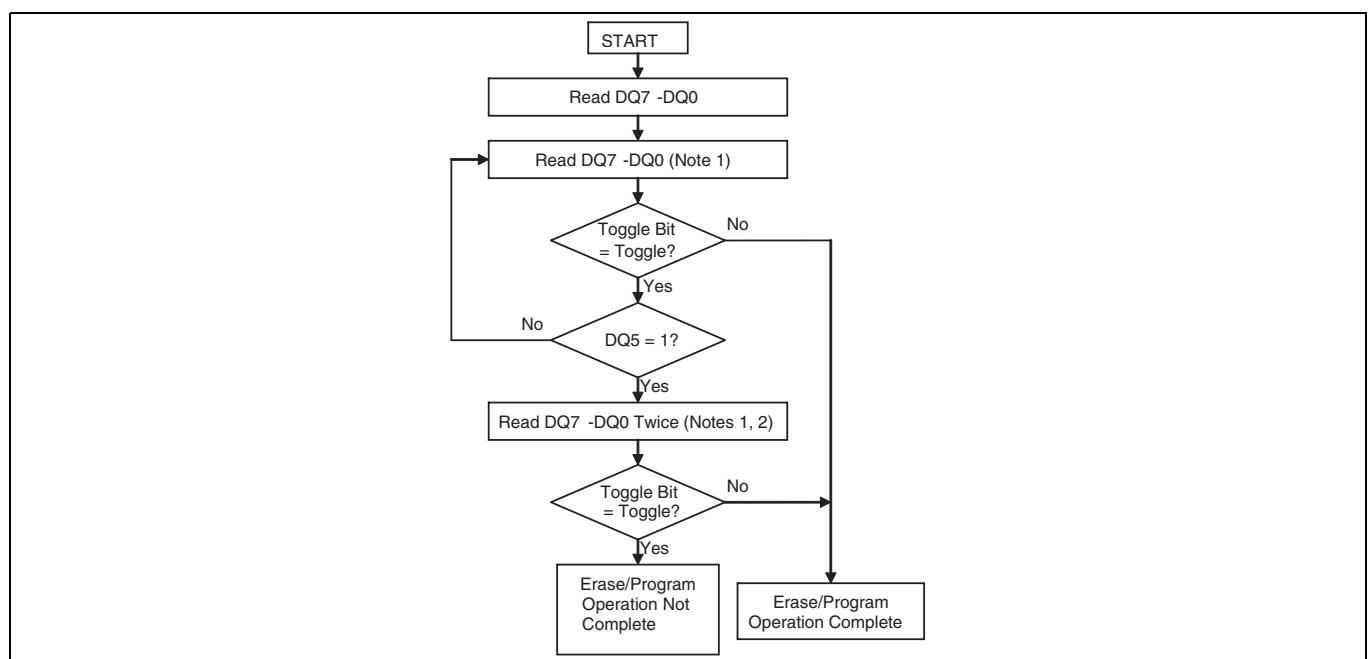 START
Read DQ7 -DQ0
Read DQ7 -DQ0 (Note 1)
Toggle Bit
= Toggle?
No
Yes
No
DQ5 = 1?
Yes
Read DQ7 -DQ0 Twice (Notes 1, 2)
Toggle Bit
= Toggle?
No
Yes
Erase/Program
Operation Not
Complete
Erase/Program
Operation Complete